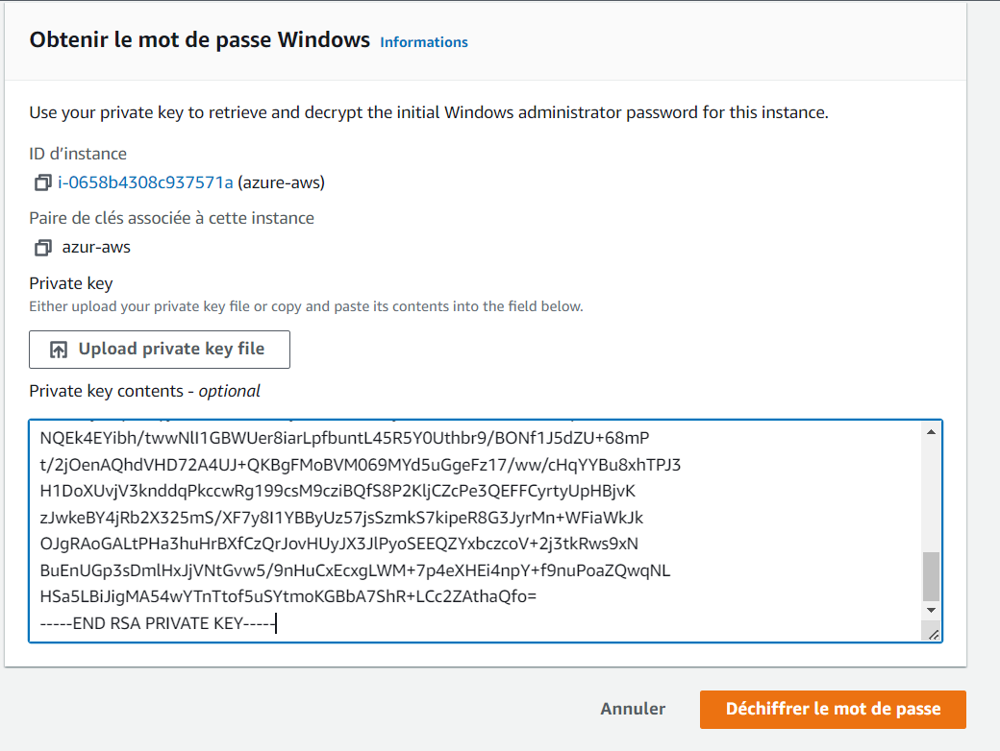 Obtenir le mot de passe Windows Informations
Use your private key to retrieve and decrypt the initial Windows administrator password for this instance.
ID d’instance
i-0658b4308c937571a (azure-aws)
Paire de clés associée à cette instance
azur-aws
Private key
Either upload your private key file or copy and paste its contents into the field below.
Upload private key file
Private key contents - optional
NQEk4EYibh/twwNlI1GBWUer8iarLpfbuntL45R5Y0Uthbr9/BONf1J5dZU+68mP
t/2jOenAQhdVHD72A4UJ+QKBgFMoBVM069MYd5uGgeFz17/ww/cHqYYBu8xhTPJ3
H1DoXUvjV3knddqPkccwRg199csM9cziBQfS8P2KljCZcPe3QEFFCyrtyUpHBjvK
zJwkeBY4jRb2X325mS/XF7y8I1YBByUz57jsSzmkS7kipeR8G3JyrMn+WFiaWkJk
OJgRAoGALtPHa3huHrBXfCzQrJovHUyJX3JlPyoSEEQZYxbczcoV+2j3tkRws9xN
BuEnUGp3sDmlHxJjVNtGvw5/9nHuCxEcxgLWM+7p4eXHEi4npY+f9nuPoaZQwqNL
HSa5LBiJigMA54wYTnTtof5uSYtmoKGBbA7ShR+LCc2ZAthaQfo=
-----END RSA PRIVATE KEY-----
Annuler
Déchiffrer le mot de passe